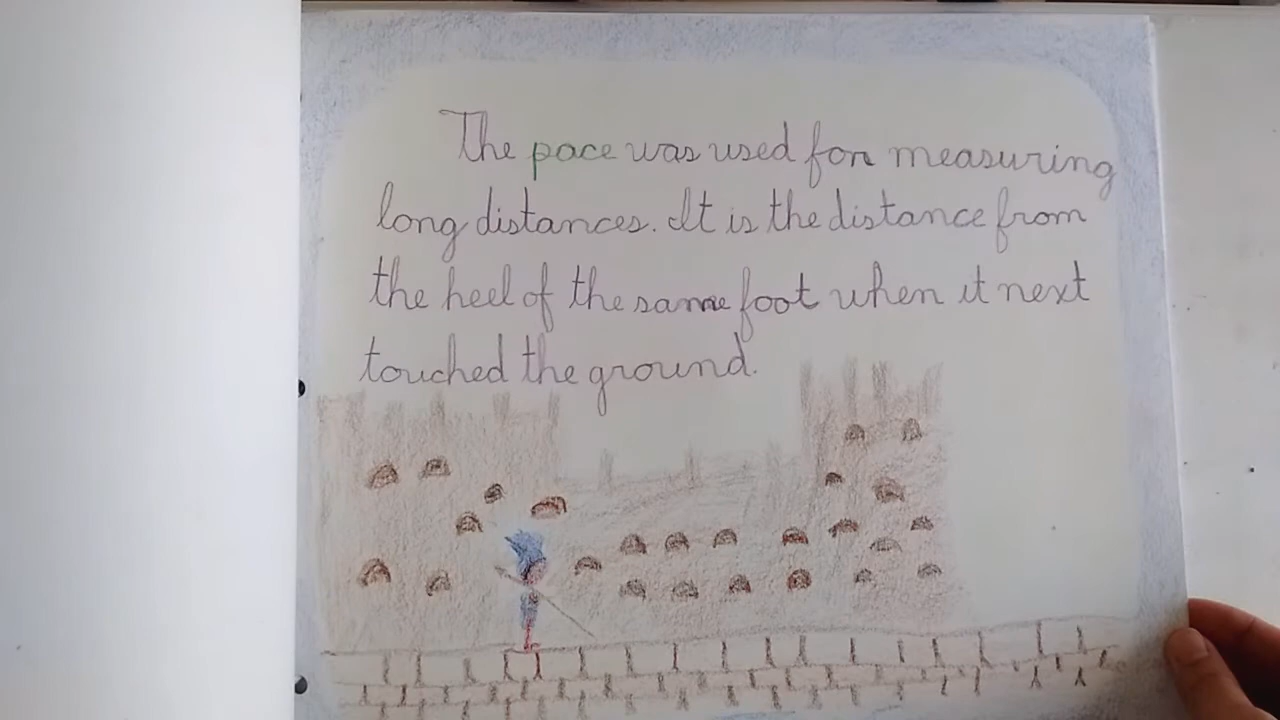 The pace was used for measuring
long distances. It is the distance from
the heel of the same foot when it next
touched the ground.